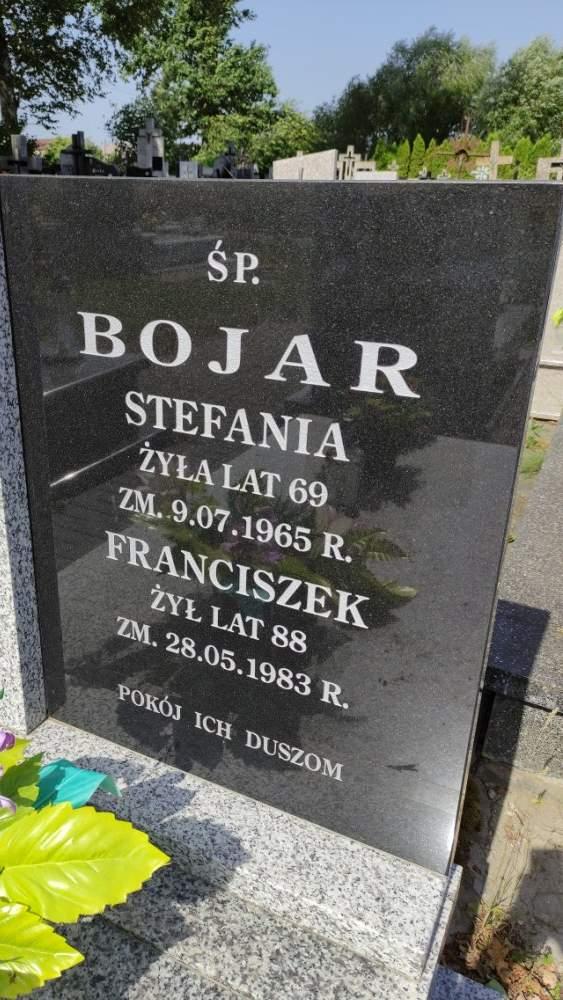 ŚP.
BOJAR
STEFANIA
ŻYŁA LAT 69
ZM. 9.07.1965 R.
FRANCISZEK
ŻYŁ LAT 88
ZM. 28.05.1983 R.
POKÓJ ICH DUSZOM